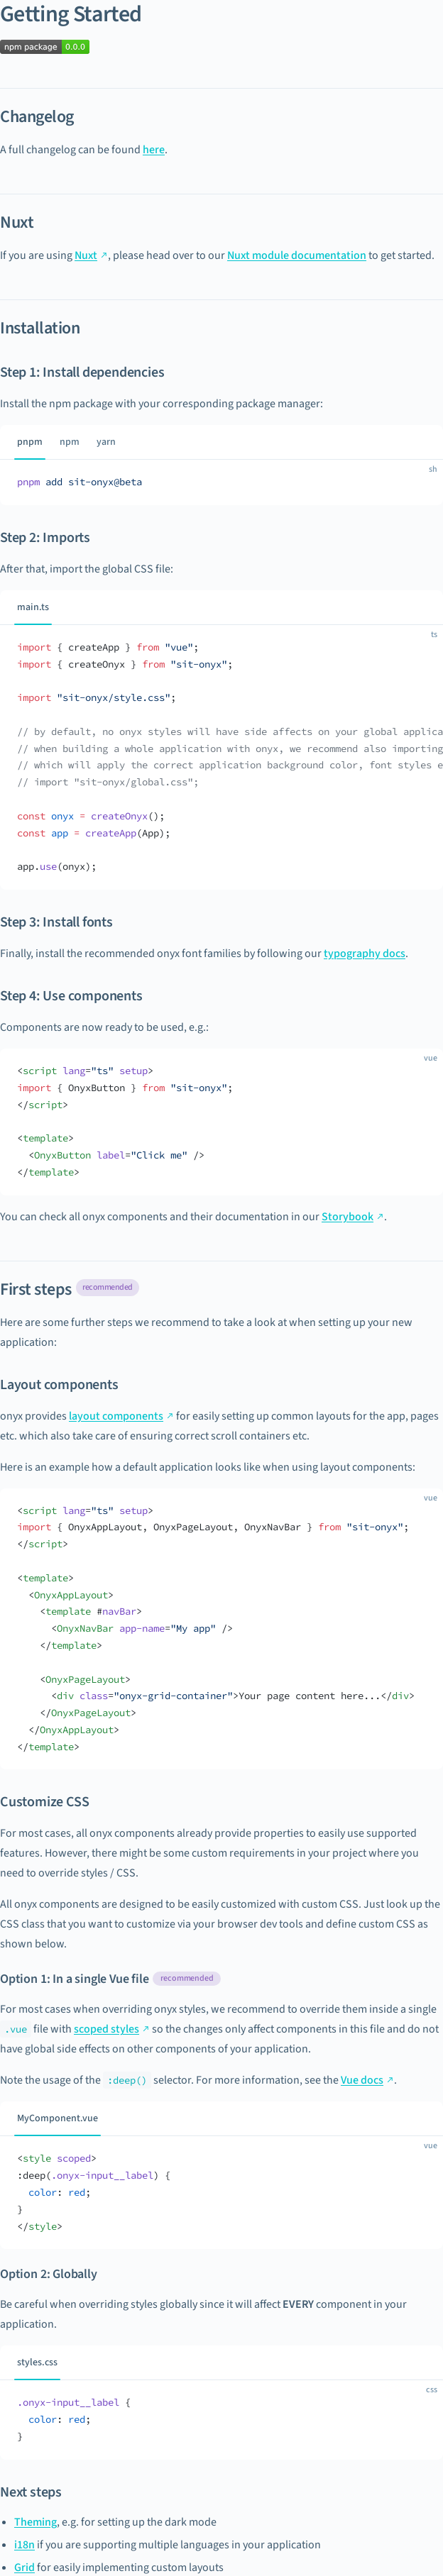 Getting Started
npm package 0.0.0
Changelog
A full changelog can be found here.
Nuxt
If you are using Nuxt ↗, please head over to our Nuxt module documentation to get started.
Installation
Step 1: Install dependencies
Install the npm package with your corresponding package manager:
pnpm npm yarn
sh
pnpm add sit-onyx@beta
Step 2: Imports
After that, import the global CSS file:
main.ts
ts
import { createApp } from "vue";
import { createOnyx } from "sit-onyx";
import "sit-onyx/style.css";
// by default, no onyx styles will have side affects on your global applica
// when building a whole application with onyx, we recommend also importing
// which will apply the correct application background color, font styles e
// import "sit-onyx/global.css";
const onyx = createOnyx();
const app = createApp(App);
app.use(onyx);
Step 3: Install fonts
Finally, install the recommended onyx font families by following our typography docs.
Step 4: Use components
Components are now ready to be used, e.g.:
vue
<script lang="ts" setup>
import { OnyxButton } from "sit-onyx";
</script>
<template>
  <OnyxButton label="Click me" />
</template>
You can check all onyx components and their documentation in our Storybook ↗.
First steps recommended
Here are some further steps we recommend to take a look at when setting up your new
application:
Layout components
onyx provides layout components ↗ for easily setting up common layouts for the app, pages
etc. which also take care of ensuring correct scroll containers etc.
Here is an example how a default application looks like when using layout components:
vue
<script lang="ts" setup>
import { OnyxAppLayout, OnyxPageLayout, OnyxNavBar } from "sit-onyx";
</script>
<template>
  <OnyxAppLayout>
    <template #navBar>
      <OnyxNavBar app-name="My app" />
    </template>
    <OnyxPageLayout>
      <div class="onyx-grid-container">Your page content here...</div>
    </OnyxPageLayout>
  </OnyxAppLayout>
</template>
Customize CSS
For most cases, all onyx components already provide properties to easily use supported
features. However, there might be some custom requirements in your project where you
need to override styles / CSS.
All onyx components are designed to be easily customized with custom CSS. Just look up the
CSS class that you want to customize via your browser dev tools and define custom CSS as
shown below.
Option 1: In a single Vue file recommended
For most cases when overriding onyx styles, we recommend to override them inside a single
.vue file with scoped styles ↗ so the changes only affect components in this file and do not
have global side effects on other components of your application.
Note the usage of the :deep() selector. For more information, see the Vue docs ↗.
MyComponent.vue
vue
<style scoped>
:deep(.onyx-input__label) {
  color: red;
}
</style>
Option 2: Globally
Be careful when overriding styles globally since it will affect EVERY component in your
application.
styles.css
css
.onyx-input__label {
  color: red;
}
Next steps
• Theming, e.g. for setting up the dark mode
• i18n if you are supporting multiple languages in your application
• Grid for easily implementing custom layouts